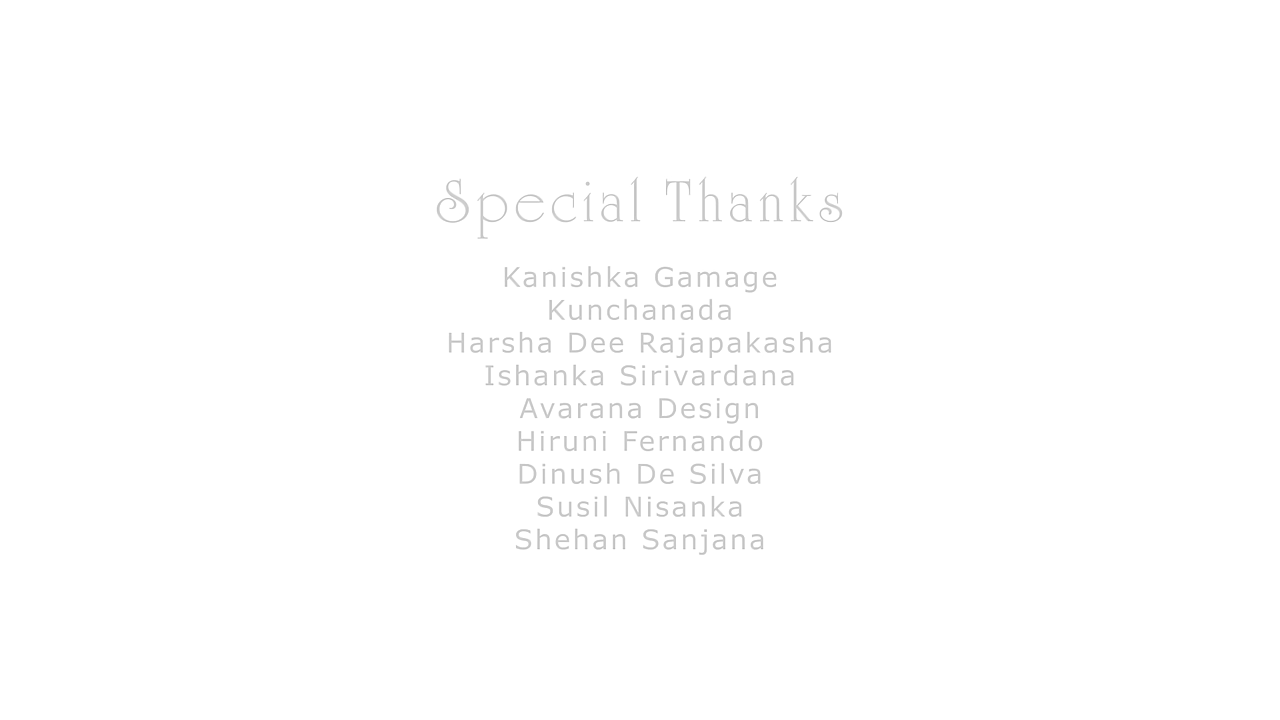 Special Thanks
Kanishka Gamage
Kunchanada
Harsha Dee Rajapakasha
Ishanka Sirivardana
Avarana Design
Hiruni Fernando
Dinush De Silva
Susil Nisanka
Shehan Sanjana